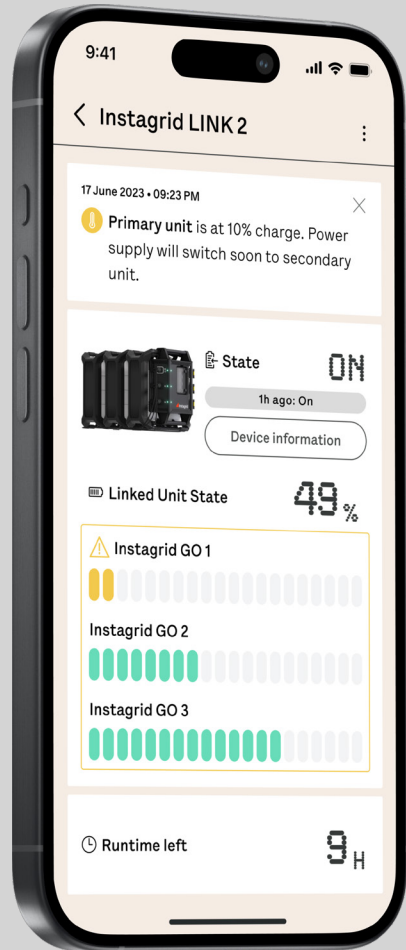 9:41
Instagrid LINK 2
17 June 2023 • 09:23 PM
Primary unit is at 10% charge. Power
supply will switch soon to secondary
unit.
State
ON
1h ago: On
Device information
Linked Unit State
49%
Instagrid GO 1
Instagrid GO 2
Instagrid GO 3
Runtime left
9 H